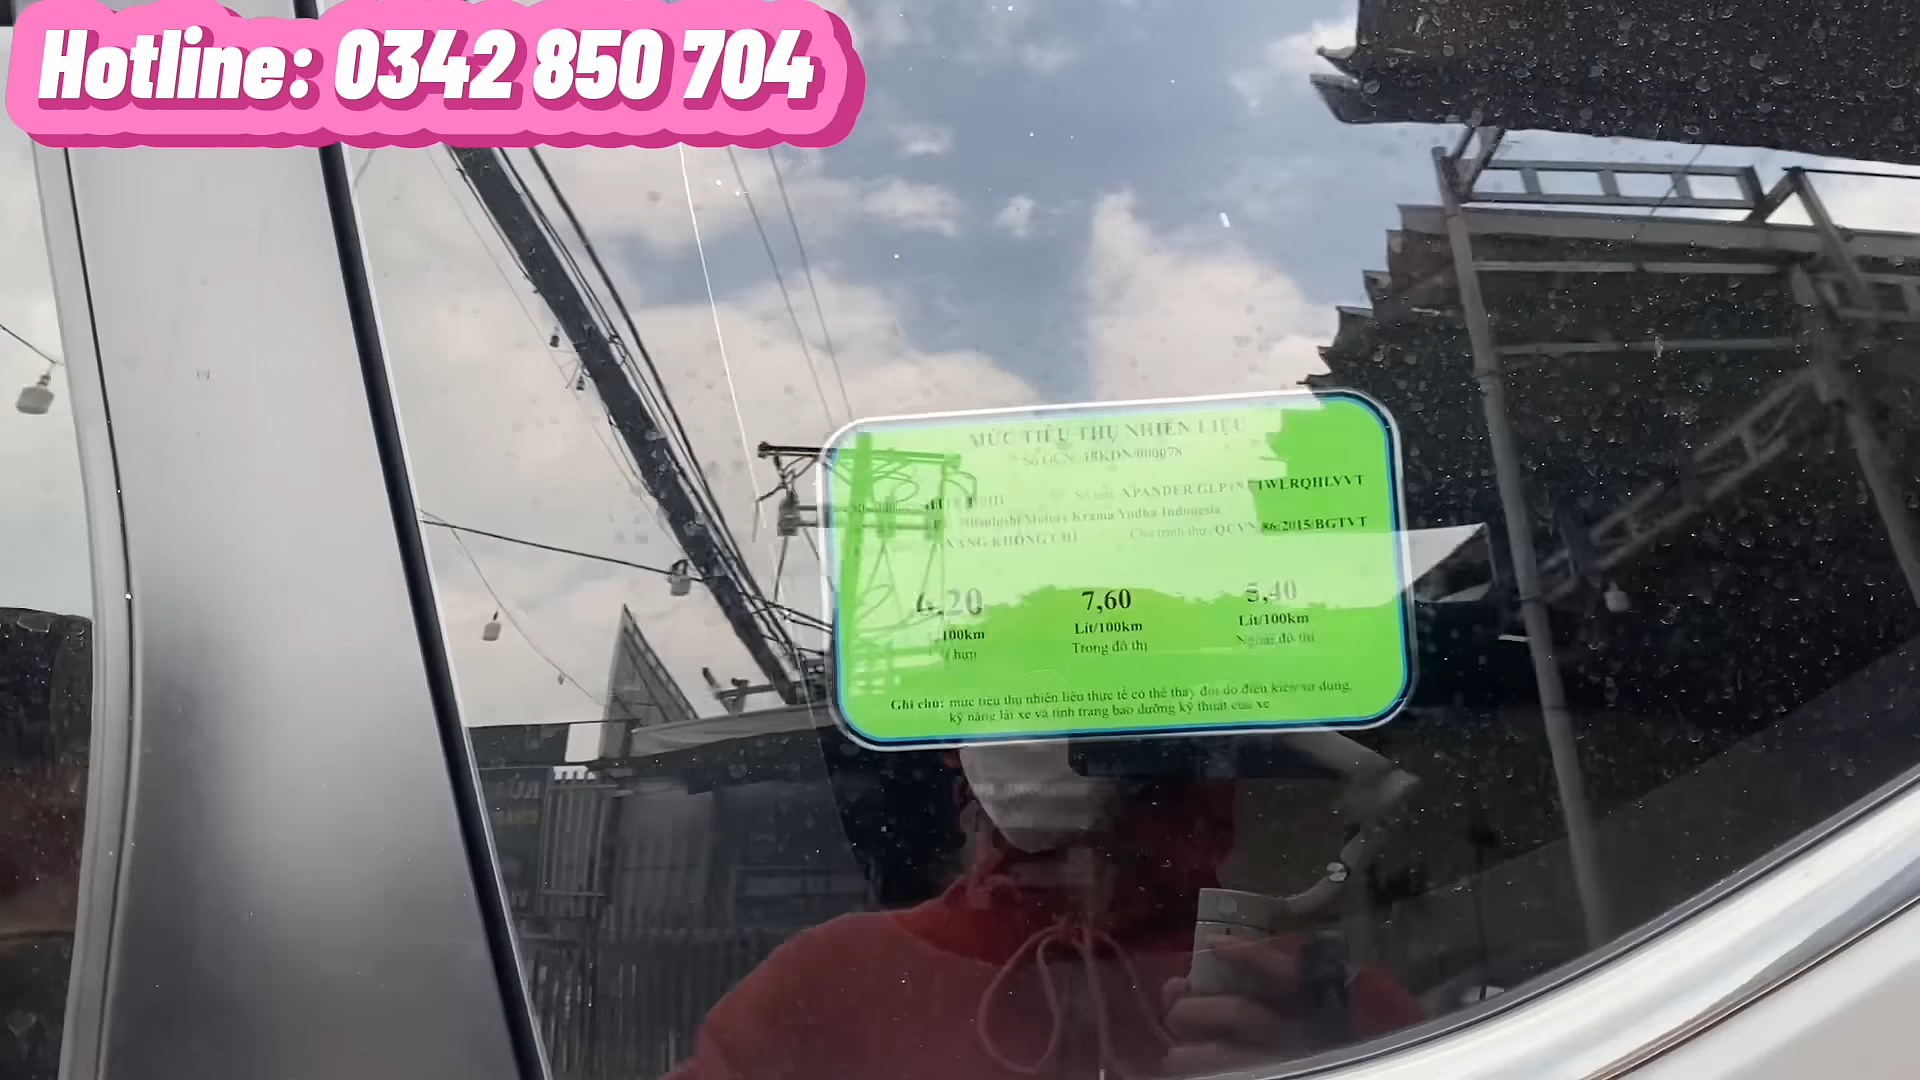 Hotline: 0342 850 704
MỨC TIÊU THỤ NHIÊN LIỆU
Số GCN: 18KDN/000078
Số loại: XPANDER GLP
Mitsubishi Motors Krama Yudha Indonesia
XĂNG KHÔNG CHÌ Chu trình thử: QCVN 86:2015/BGTVT
6,20 7,60 5,40
100km Lít/100km Lít/100km
Trong đô thị Ngoài đô thị
Ghi chú: mức tiêu thụ nhiên liệu thực tế có thể thay đổi do điều kiện sử dụng,
kỹ năng lái xe và tình trạng bảo dưỡng kỹ thuật của xe